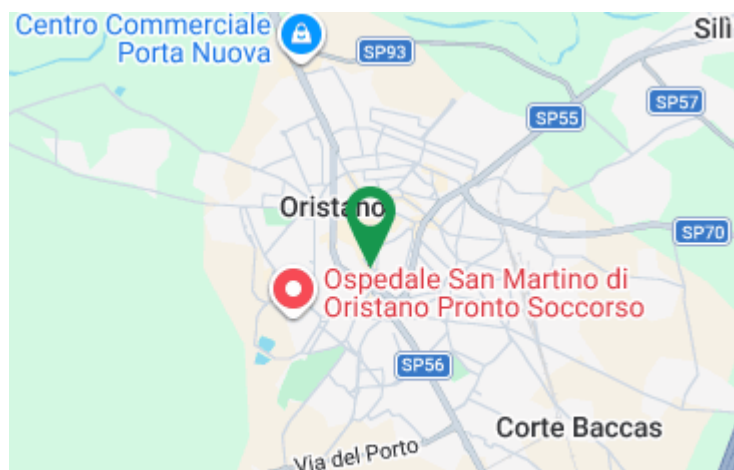 Centro Commerciale
Porta Nuova
SP93
Silì
SP57
SP55
Oristano
SP70
Ospedale San Martino di
Oristano Pronto Soccorso
SP56
Corte Baccas
Via del Porto